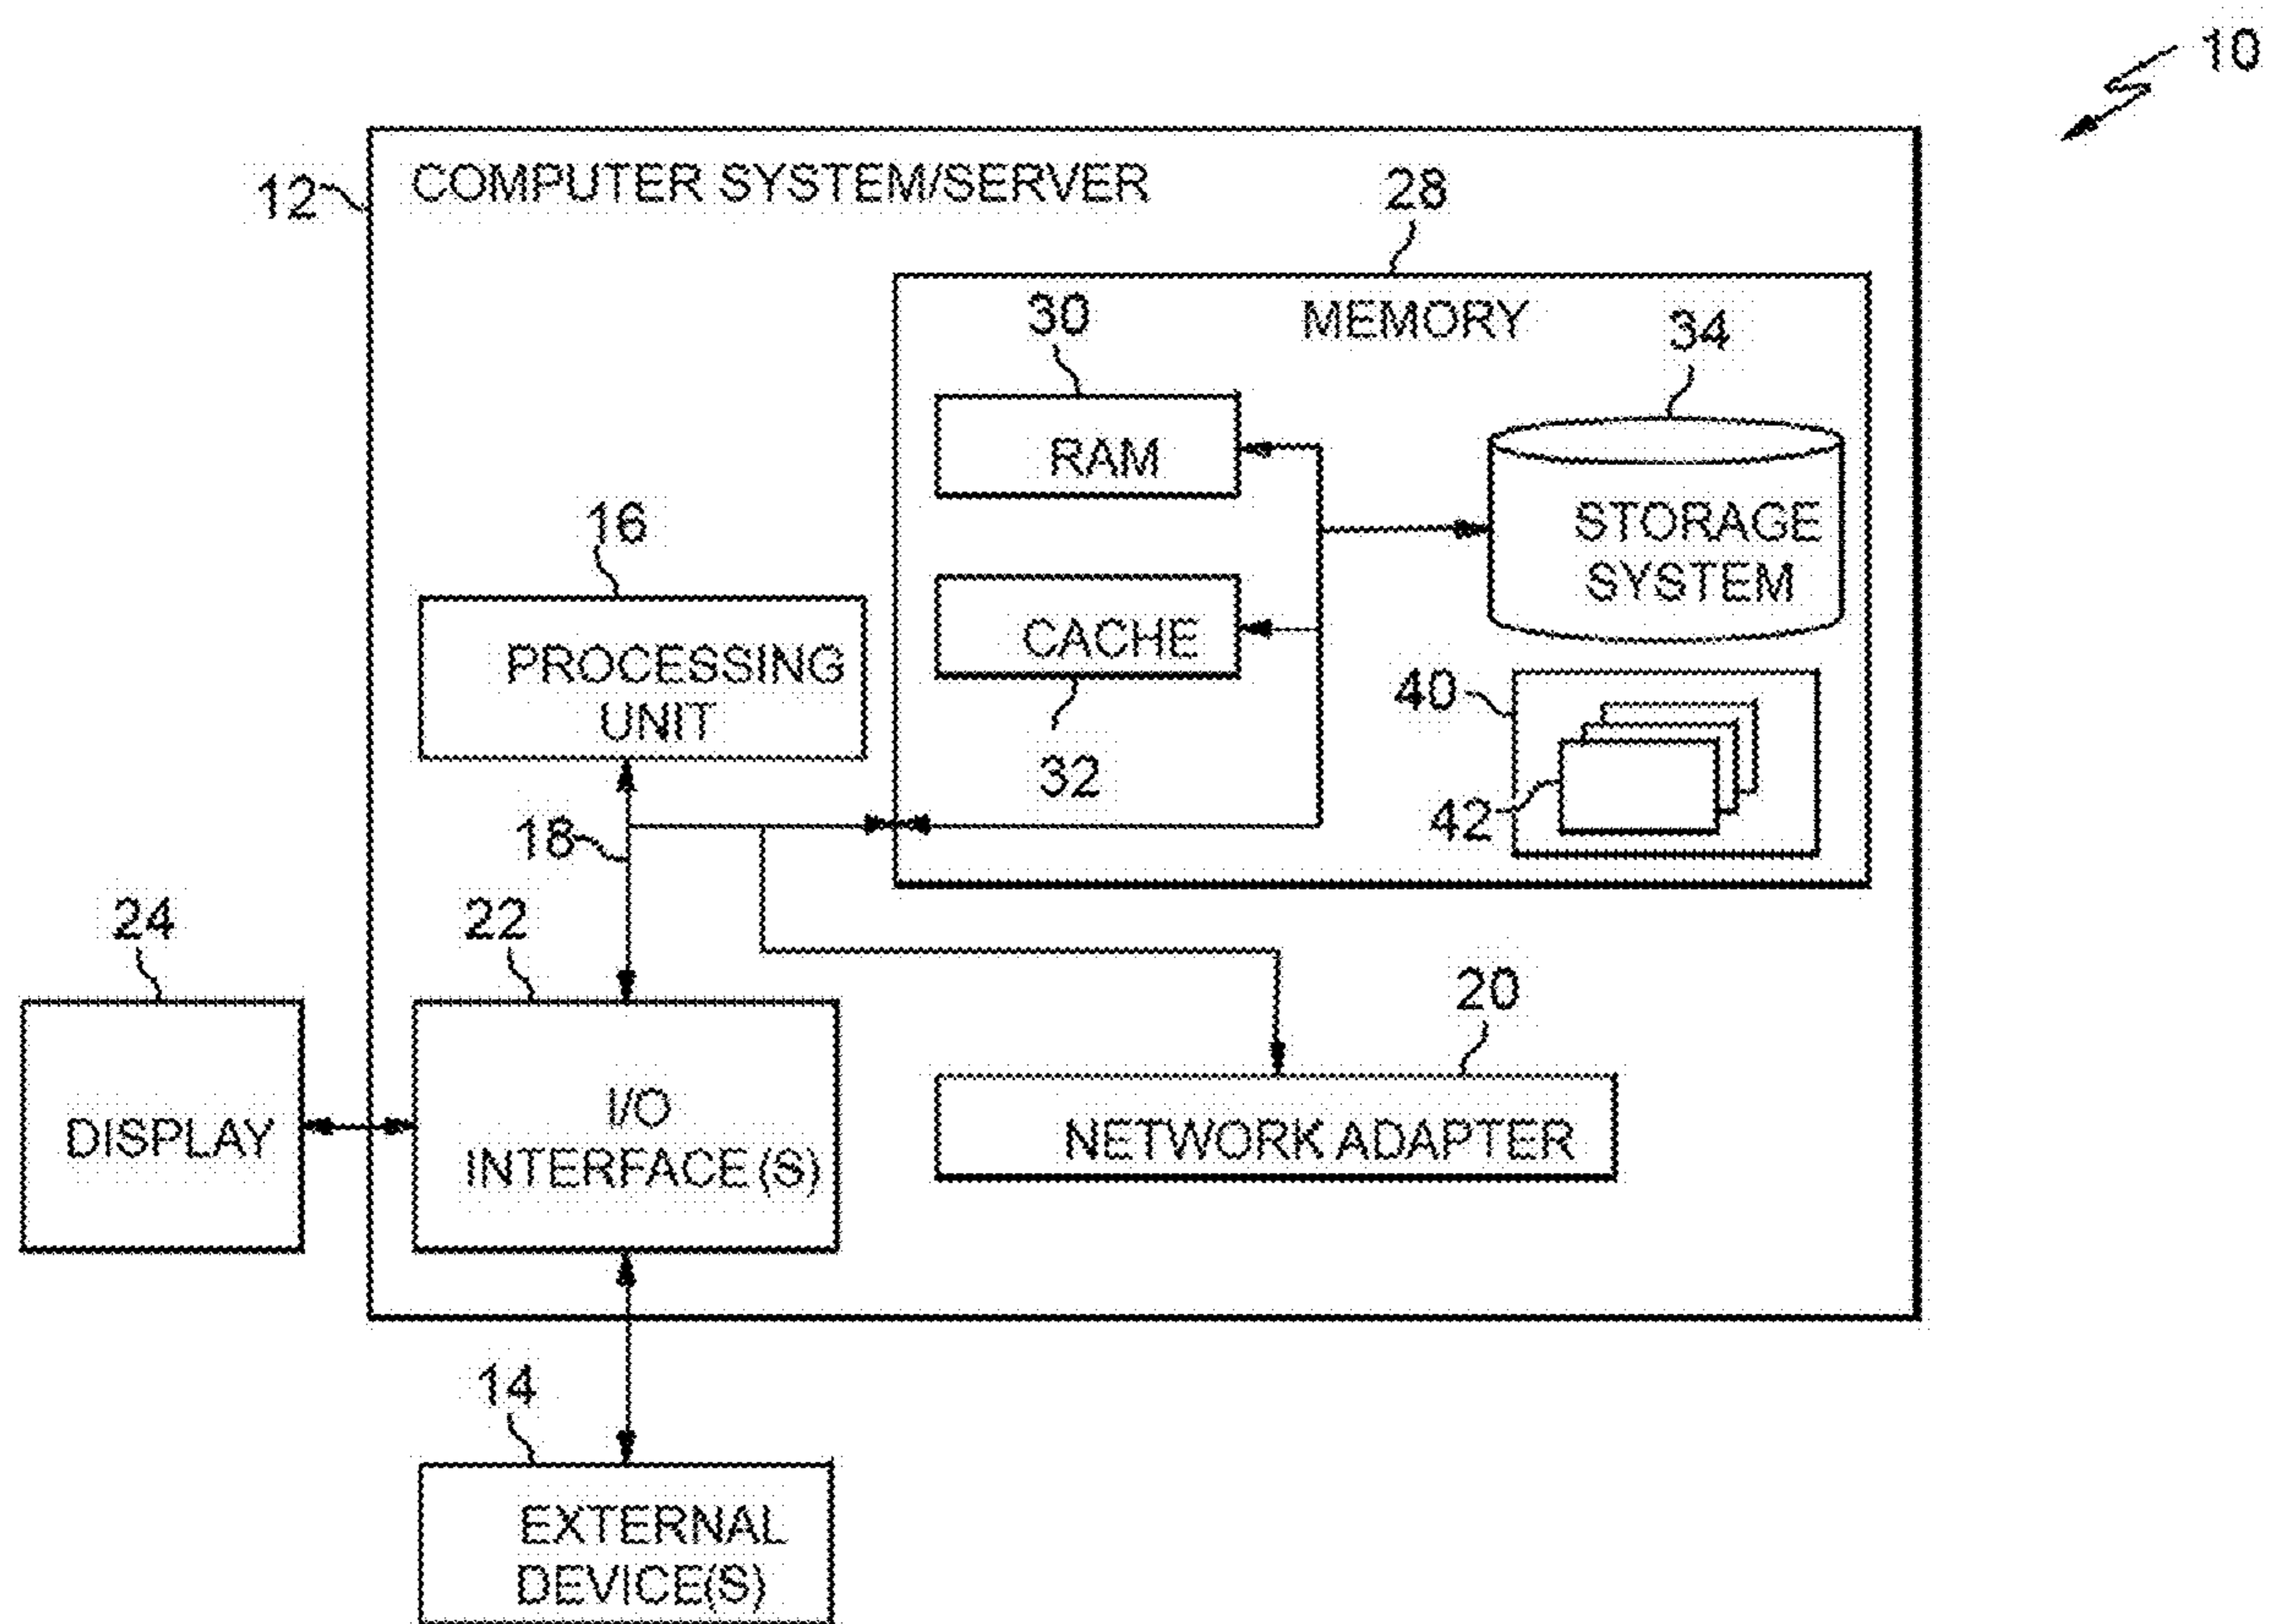 10
12
COMPUTER SYSTEM/SERVER
28
MEMORY
30
34
RAM
STORAGE
SYSTEM
16
CACHE
PROCESSING
UNIT
32
40
42
18
24
22
20
DISPLAY
I/O
INTERFACE(S)
NETWORK ADAPTER
14
EXTERNAL
DEVICE(S)